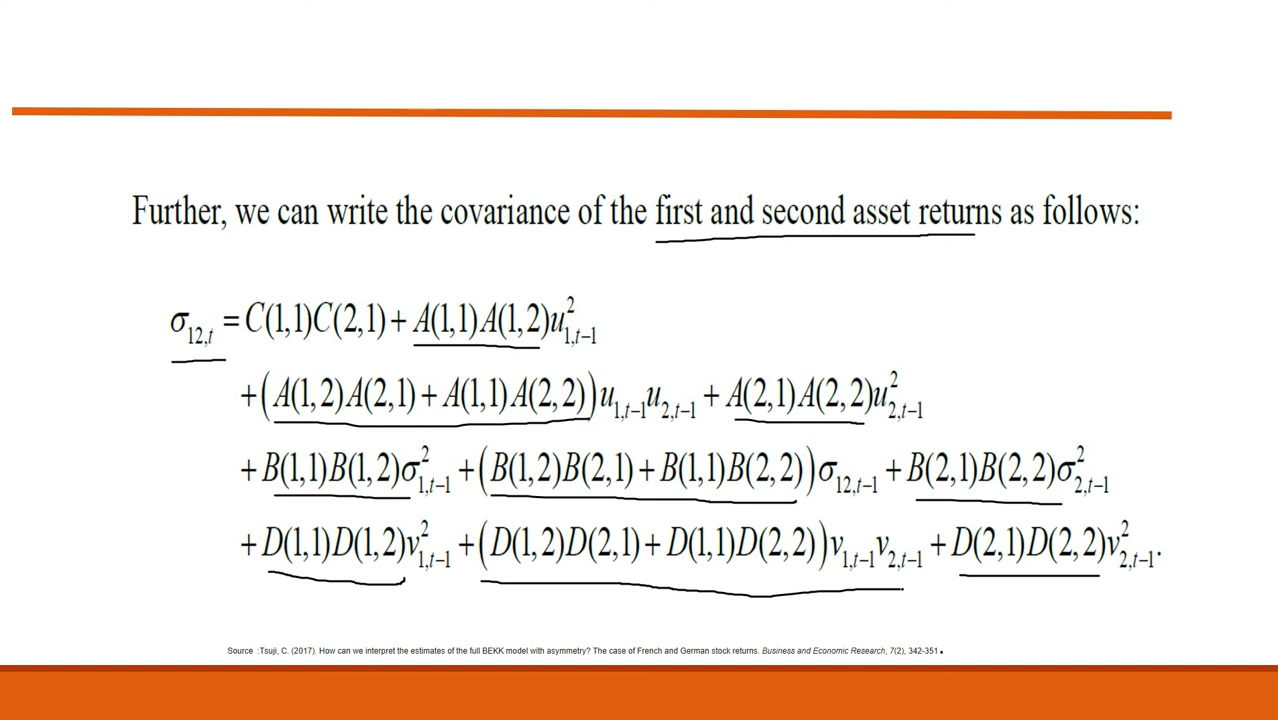 Further, we can write the covariance of the first and second asset returns as follows:
σ₁₂,ₜ = C(1,1)C(2,1) + A(1,1)A(1,2)u²₁,ₜ₋₁
+(A(1,2)A(2,1) + A(1,1)A(2,2))u₁,ₜ₋₁u₂,ₜ₋₁ + A(2,1)A(2,2)u²₂,ₜ₋₁
+B(1,1)B(1,2)σ²₁,ₜ₋₁ +(B(1,2)B(2,1) + B(1,1)B(2,2))σ₁₂,ₜ₋₁ + B(2,1)B(2,2)σ²₂,ₜ₋₁
+D(1,1)D(1,2)v²₁,ₜ₋₁ +(D(1,2)D(2,1) + D(1,1)D(2,2))v₁,ₜ₋₁v₂,ₜ₋₁ + D(2,1)D(2,2)v²₂,ₜ₋₁.
Source :Tsuji, C. (2017). How can we interpret the estimates of the full BEKK model with asymmetry? The case of French and German stock returns. Business and Economic Research, 7(2), 342-351.